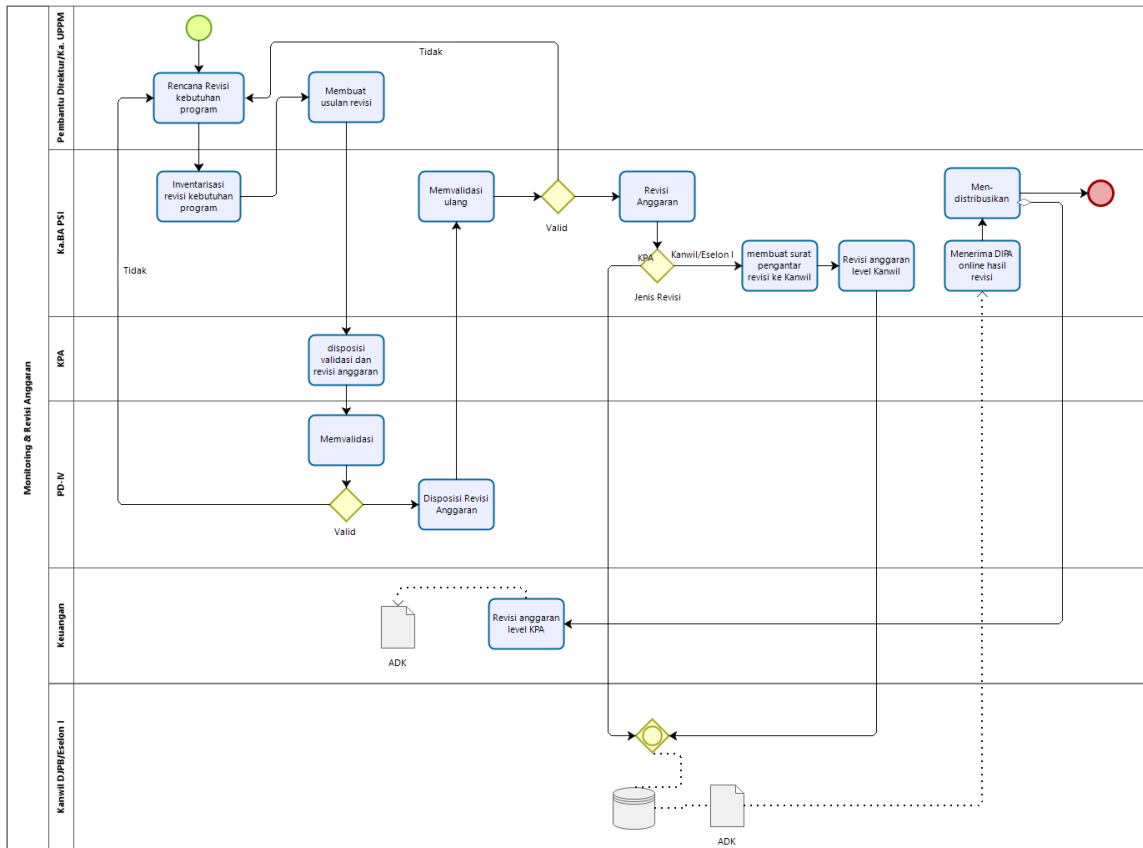 Monitoring & Revisi Anggaran
Pembantu Direktur/Ka. UPPM
Tidak
Rencana Revisi
kebutuhan
program
Membuat
usulan revisi
Ka.BA PSI
Inventarisasi
revisi kebutuhan
program
Memvalidasi
ulang
Valid
Revisi
Anggaran
Men-
distribusikan
KPA
Kanwil/Eselon I
Jenis Revisi
membuat surat
pengantar
revisi ke Kanwil
Revisi anggaran
level Kanwil
Menerima DIPA
online hasil
revisi
Tidak
KPA
disposisi
validasi dan
revisi anggaran
PD-IV
Memvalidasi
Valid
Disposisi Revisi
Anggaran
Keuangan
ADK
Revisi anggaran
level KPA
Kanwil DJPB/Eselon I
ADK